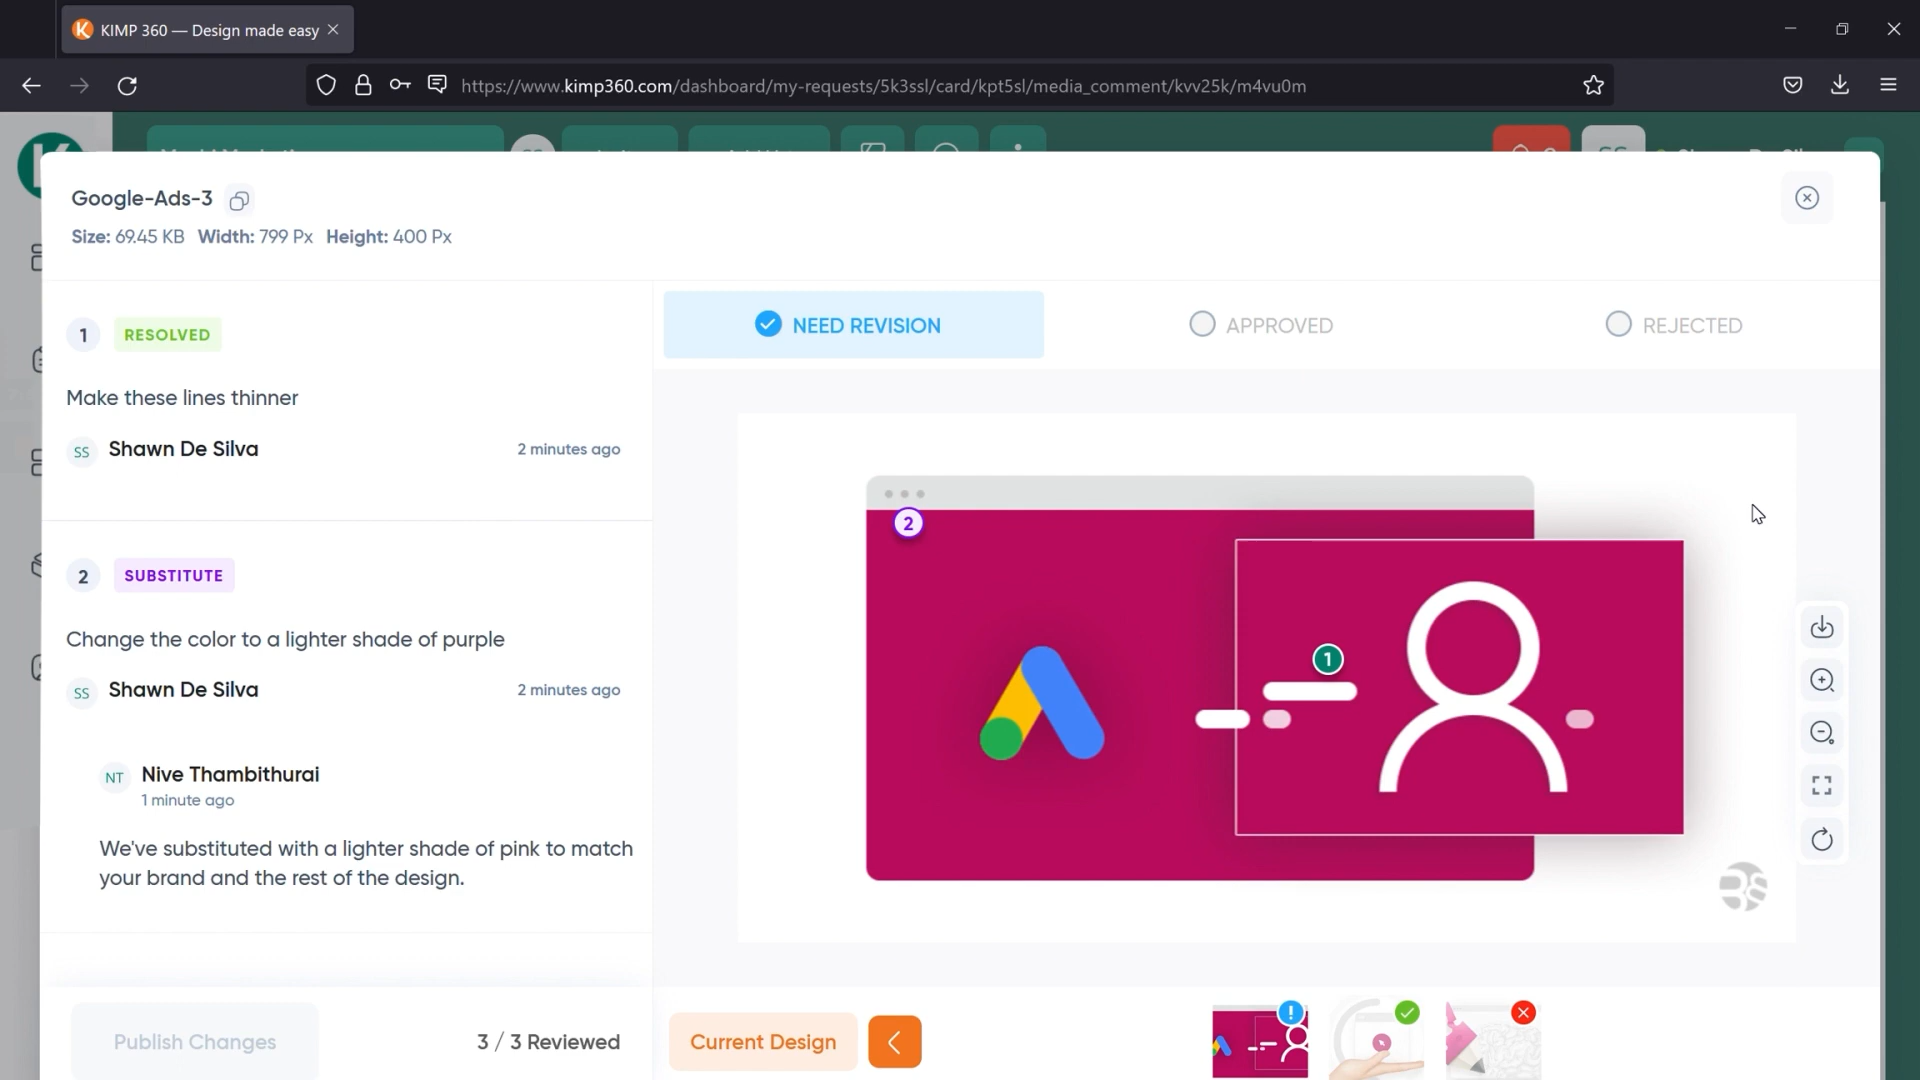 KIMP 360 — Design made easy
https://www.kimp360.com/dashboard/my-requests/5k3ssl/card/kpt5sl/media_comment/kvv25k/m4vu0m
Google-Ads-3
Size: 69.45 KB Width: 799 Px Height: 400 Px
1 RESOLVED
Make these lines thinner
SS Shawn De Silva 2 minutes ago
2 SUBSTITUTE
Change the color to a lighter shade of purple
SS Shawn De Silva 2 minutes ago
NT Nive Thambithurai
1 minute ago
We've substituted with a lighter shade of pink to match
your brand and the rest of the design.
Publish Changes 3 / 3 Reviewed
NEED REVISION APPROVED REJECTED
2
1
Current Design